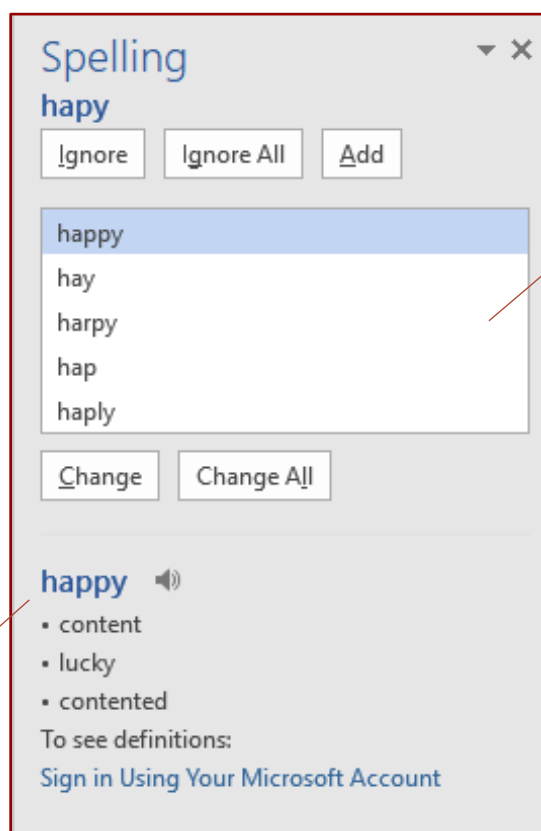 Spelling
hapy
Ignore Ignore All Add
happy
hay
harpy
hap
haply
Change Change All
happy
• content
• lucky
• contented
To see definitions:
Sign in Using Your Microsoft Account